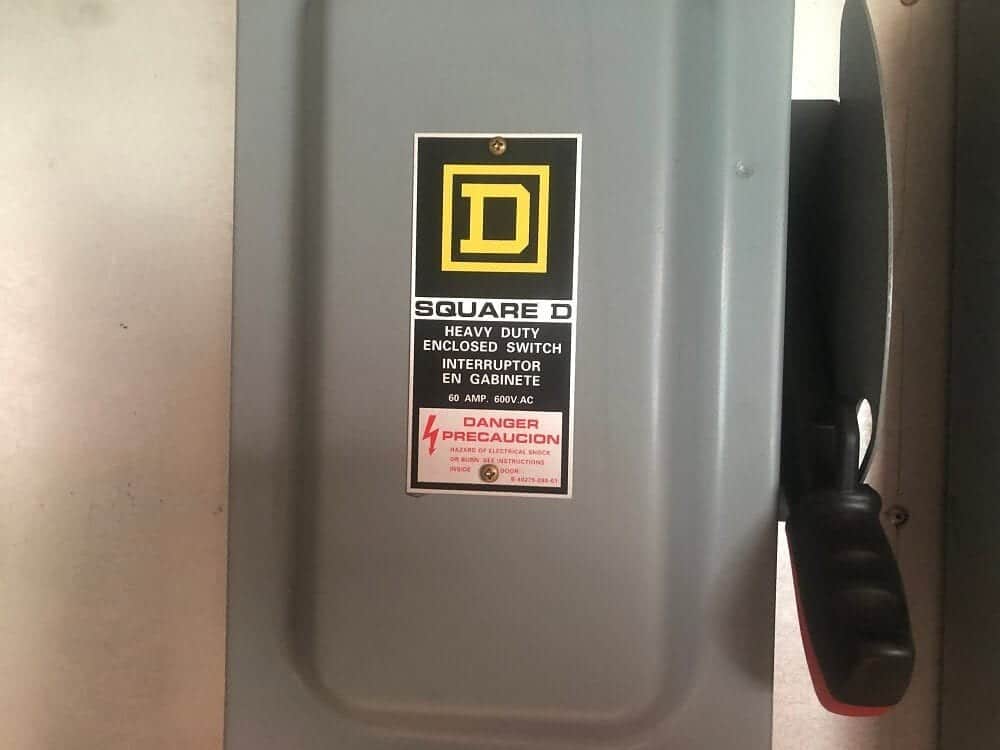 D
SQUARE D
HEAVY DUTY
ENCLOSED SWITCH
INTERRUPTOR
EN GABINETE
60 AMP. 600V.AC
DANGER
PRECAUCION
HAZARD OF ELECTRICAL SHOCK
OR BURN SEE INSTRUCTIONS
INSIDE DOOR